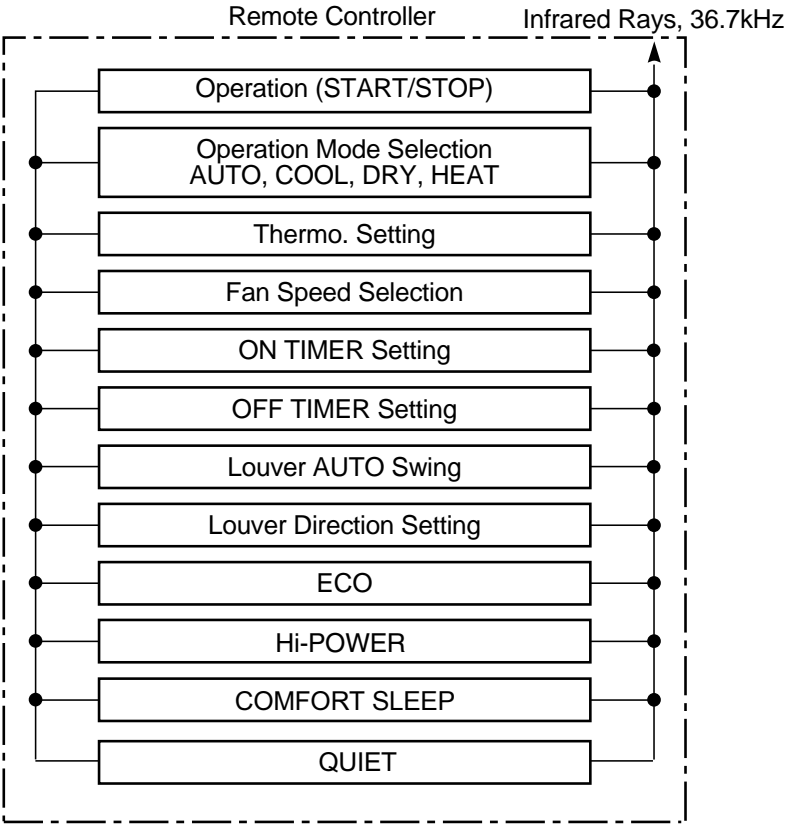 Remote Controller
Infrared Rays, 36.7kHz
Operation (START/STOP)
Operation Mode Selection
AUTO, COOL, DRY, HEAT
Thermo. Setting
Fan Speed Selection
ON TIMER Setting
OFF TIMER Setting
Louver AUTO Swing
Louver Direction Setting
ECO
Hi-POWER
COMFORT SLEEP
QUIET